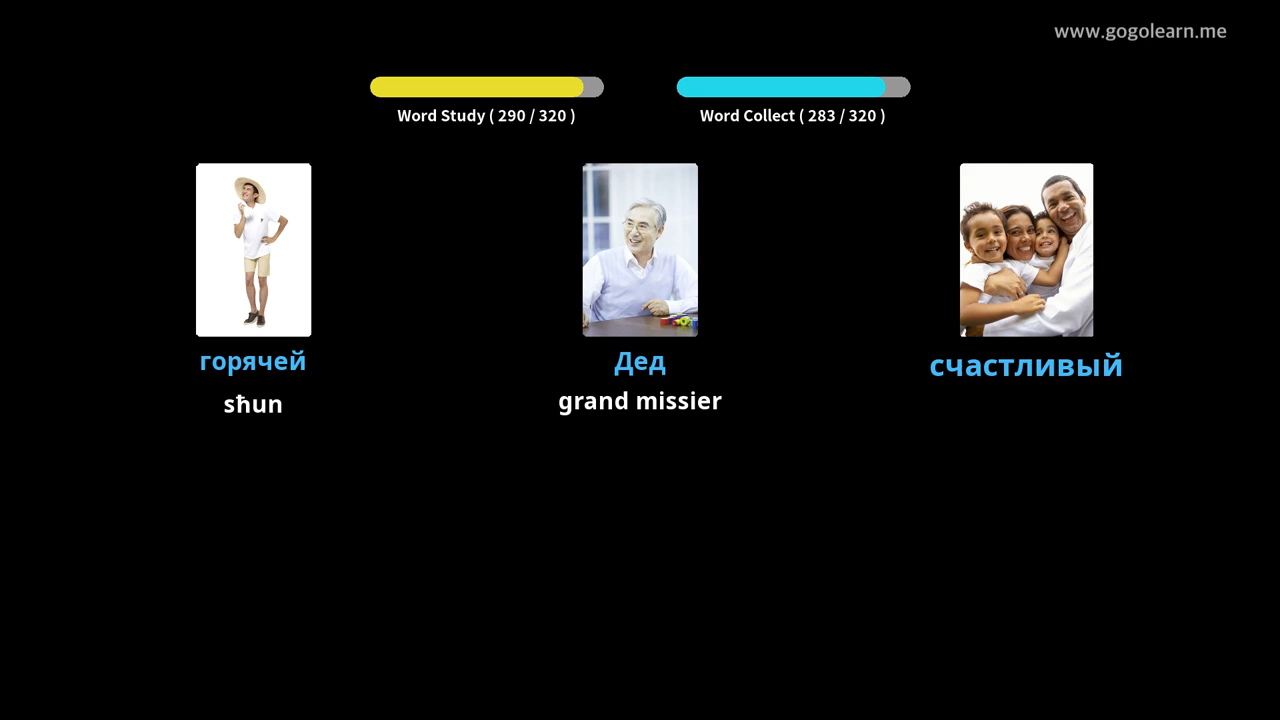 www.gogolearn.me
Word Study ( 290 / 320 )
Word Collect ( 283 / 320 )
горячей
sħun
Дед
grand missier
счастливый